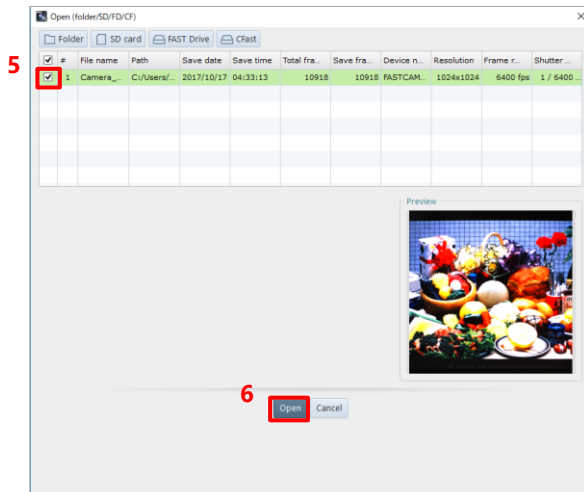 Open (folder/SD/FD/CF)
Folder SD card FAST Drive CFast
# File name Path Save date Save time Total fra... Save fra... Device n... Resolution Frame r... Shutter ...
5
1 Camera_... C:/Users/... 2017/10/17 04:33:13 10918 10918 FASTCAM... 1024x1024 6400 fps 1 / 6400 ...
Preview
6
Open Cancel